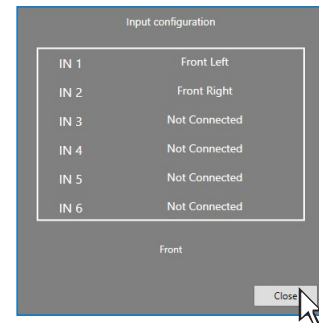 Input configuration
IN 1 Front Left
IN 2 Front Right
IN 3 Not Connected
IN 4 Not Connected
IN 5 Not Connected
IN 6 Not Connected
Front
Close